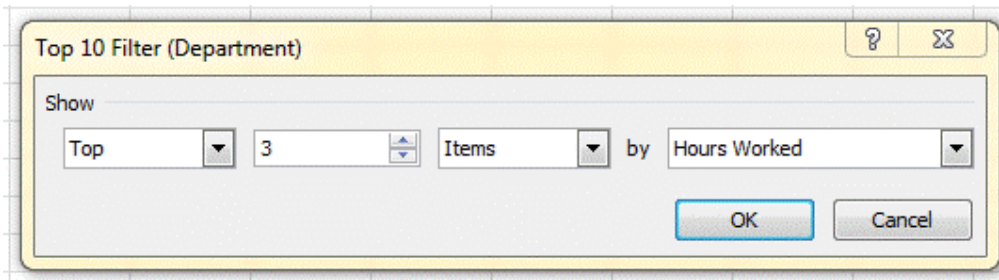 Top 10 Filter (Department)
Show
Top 3 Items by Hours Worked
OK Cancel